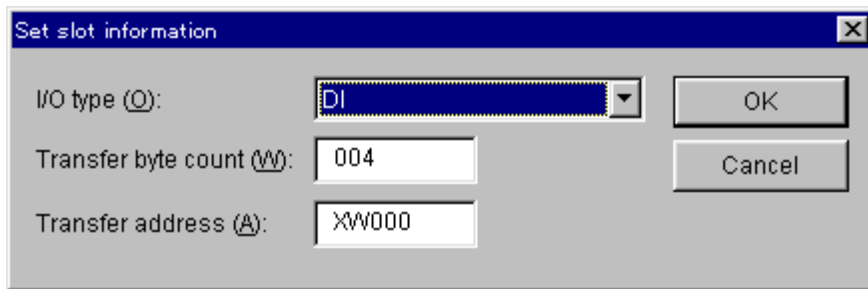 Set slot information
I/O type (O): DI OK
Transfer byte count (W): 004 Cancel
Transfer address (A): XW000